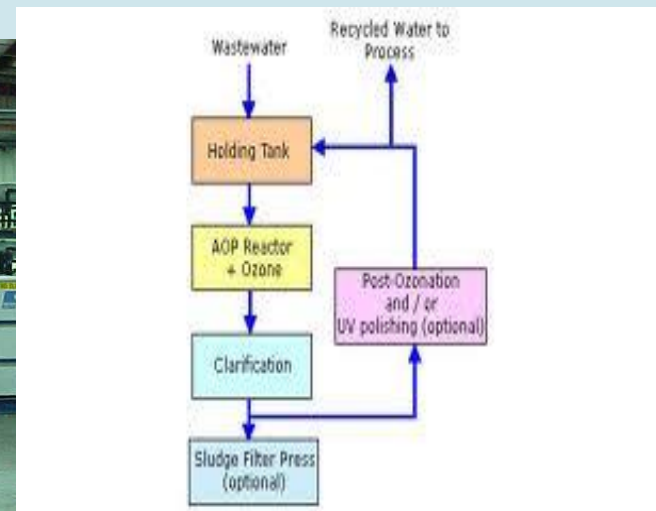 Wastewater
Recycled Water to
Process
Holding Tank
AOP Reactor
+ Ozone
Post-Ozonation
and / or
UV polishing (optional)
Clarification
Sludge Filter Press
(optional)